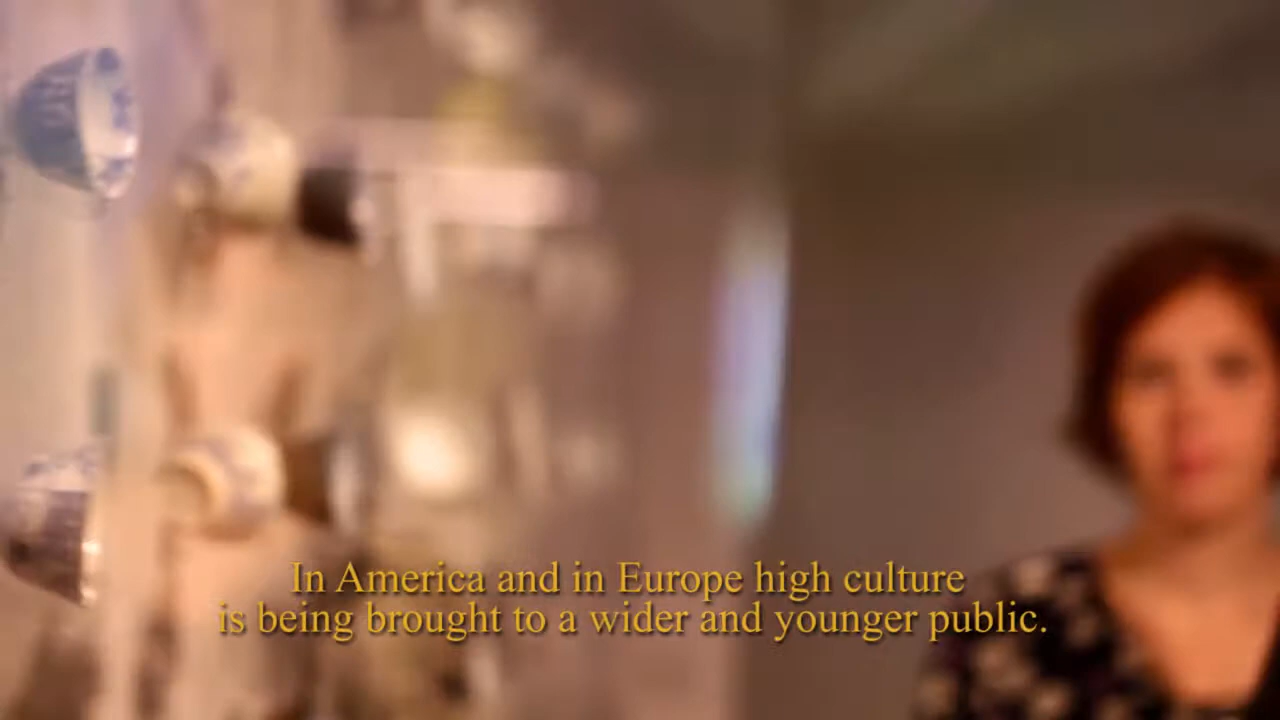 In America and in Europe high culture
is being brought to a wider and younger public.